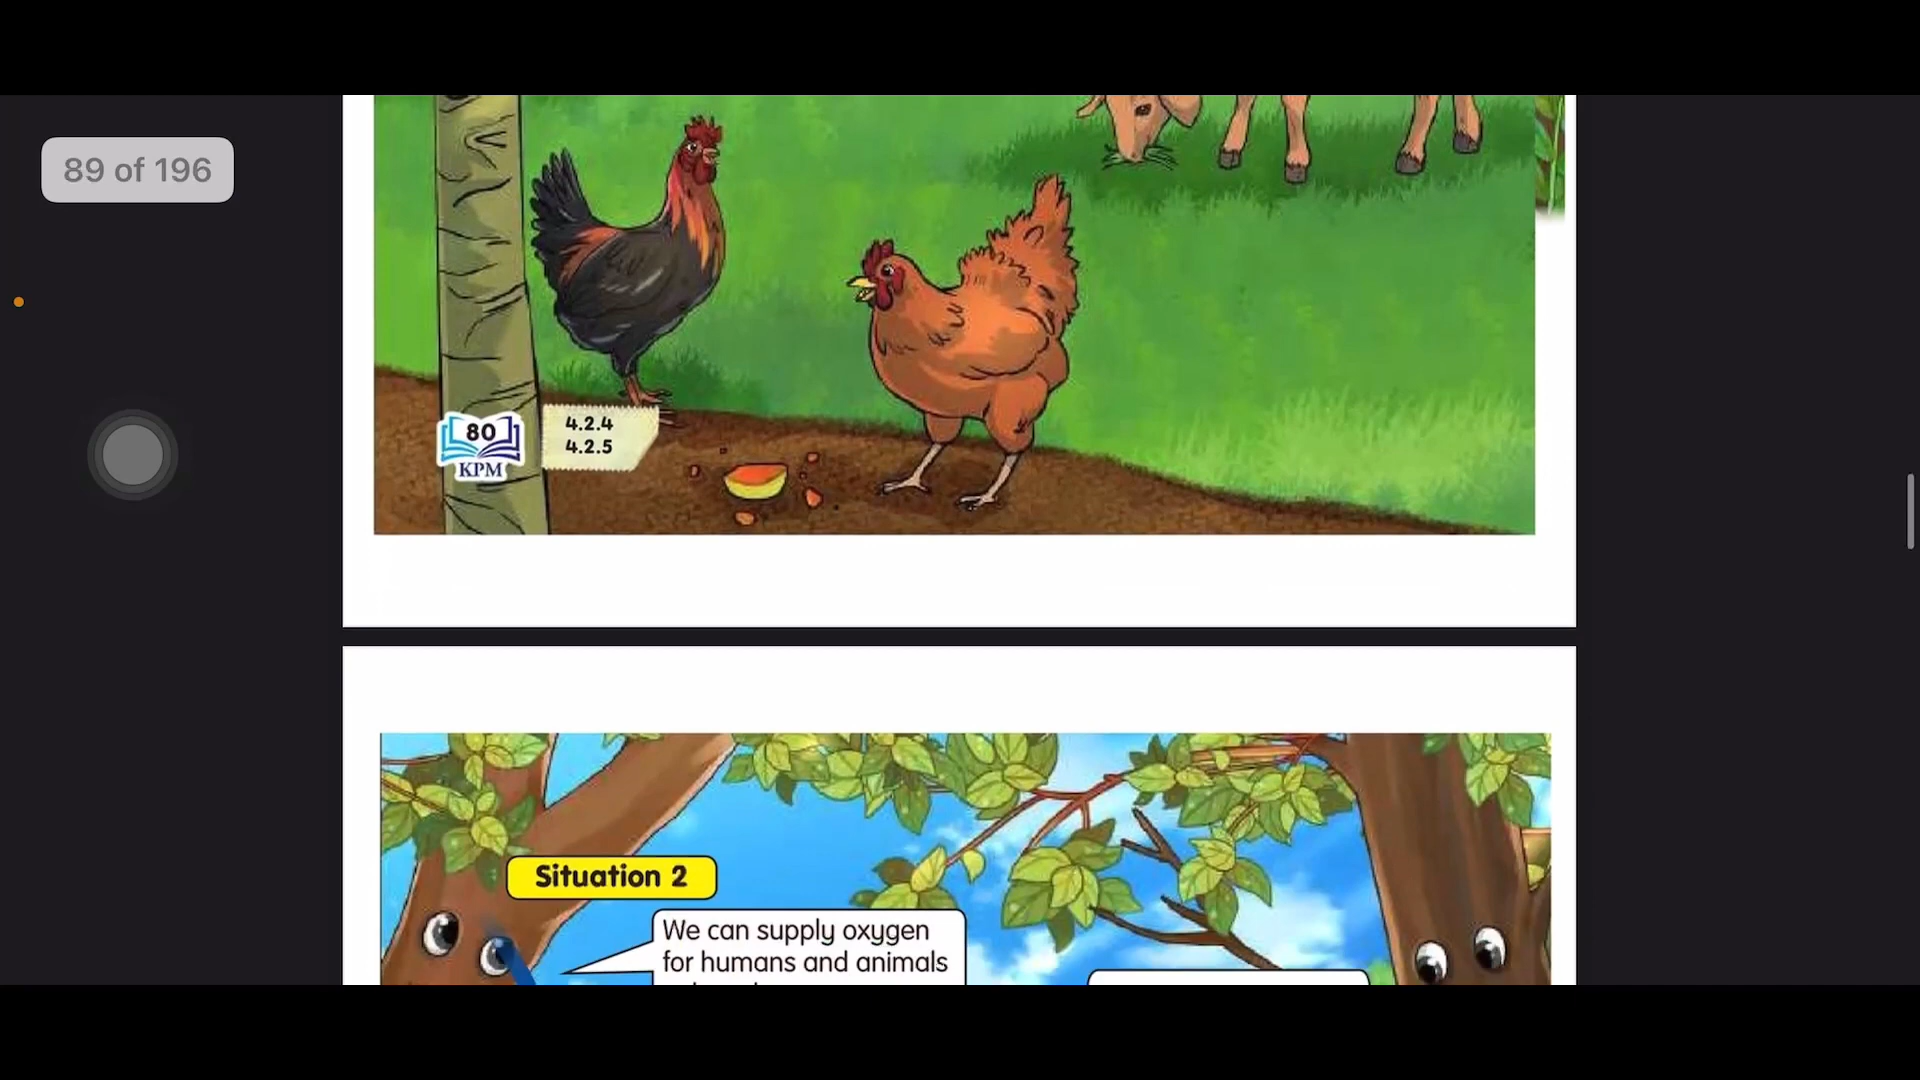 89 of 196
80
KPM
4.2.4
4.2.5
Situation 2
We can supply oxygen
for humans and animals